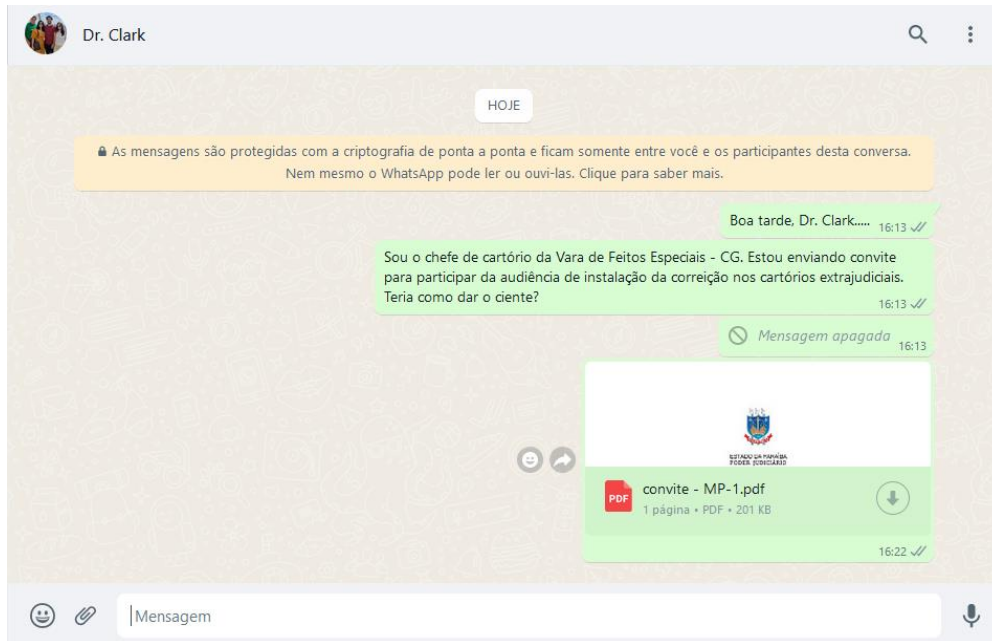 Dr. Clark
HOJE
As mensagens são protegidas com a criptografia de ponta a ponta e ficam somente entre você e os participantes desta conversa.
Nem mesmo o WhatsApp pode ler ou ouvi-las. Clique para saber mais.
Boa tarde, Dr. Clark..... 16:13
Sou o chefe de cartório da Vara de Feitos Especiais - CG. Estou enviando convite
para participar da audiência de instalação da correição nos cartórios extrajudiciais.
Teria como dar o ciente?
16:13
Mensagem apagada 16:13
ESTADO DA PARAÍBA
PODER JUDICIÁRIO
PDF
convite - MP-1.pdf
1 página • PDF • 201 KB
16:22
Mensagem